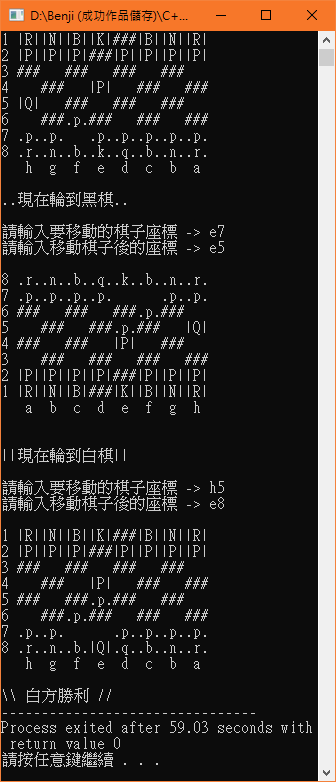 D:\Benji (成功作品儲存)\C+...
1 |R||N||B||K|###|B||N||R|
2 |P||P||P|###|P||P||P||P|
3 ###   ###   ###   ###
4    ###   |P|   ###   ###
5 |Q|   ###   ###   ###
6    ###.p.###   ###   ###
7 .p..p.   .p..p..p..p..p.
8 .r..n..b..k..q..b..n..r.
   h  g  f  e  d  c  b  a
..現在輪到黑棋..
請輸入要移動的棋子座標 -> e7
請輸入移動棋子後的座標 -> e5
8 .r..n..b..q..k..b..n..r.
7 .p..p..p..p.      .p..p.
6 ###   ###   ###.p.###
5    ###   ###.p.###   |Q|
4 ###   ###   |P|   ###
3    ###   ###   ###   ###
2 |P||P||P||P|###|P||P||P|
1 |R||N||B|###|K||B||N||R|
   a  b  c  d  e  f  g  h
||現在輪到白棋||
請輸入要移動的棋子座標 -> h5
請輸入移動棋子後的座標 -> e8
1 |R||N||B||K|###|B||N||R|
2 |P||P||P|###|P||P||P||P|
3 ###   ###   ###   ###
4    ###   |P|   ###   ###
5 ###   ###.p.###   ###
6    ###.p.###   ###   ###
7 .p..p.      .p..p..p..p.
8 .r..n..b.|Q|.q..b..n..r.
   h  g  f  e  d  c  b  a
\\ 白方勝利 //
--------------------------------
Process exited after 59.03 seconds with
return value 0
請按任意鍵繼續 . . .